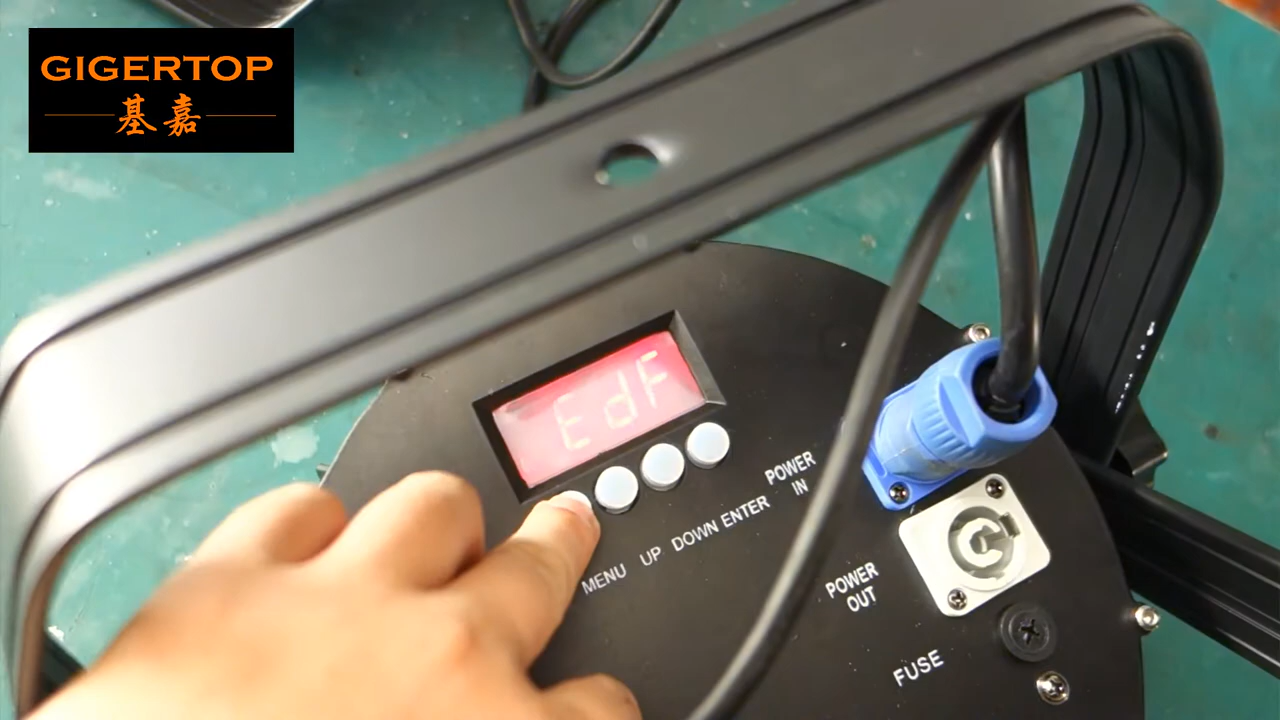 GIGERTOP
基嘉
EdF
MENU UP DOWN ENTER
POWER
IN
POWER
OUT
FUSE